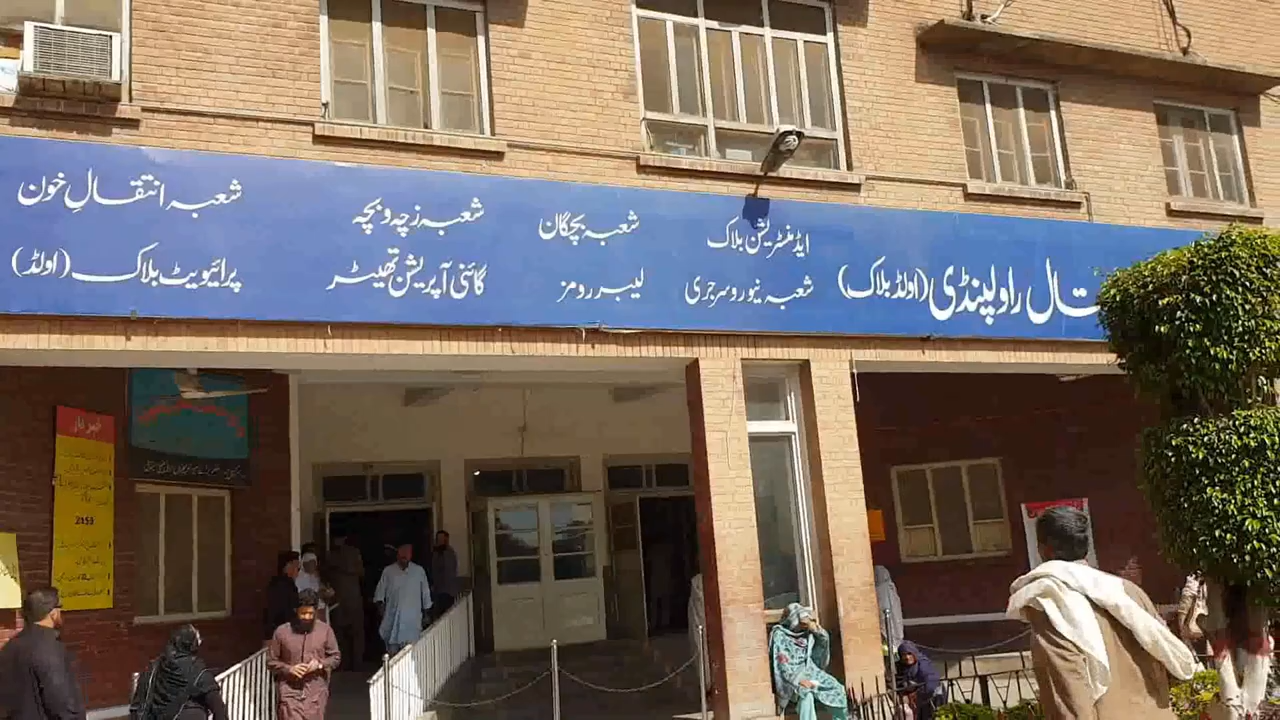 ایڈمنسٹریشن بلاک
شعبہ بچگان
شعبہ زچہ و بچہ
شعبہ انتقالِ خون
تال راولپنڈی (اولڈ بلاک)
شعبہ نیوروسرجری
لیبر رومز
گائنی آپریشن تھیٹر
پرائیویٹ بلاک (اولڈ)
خبردار